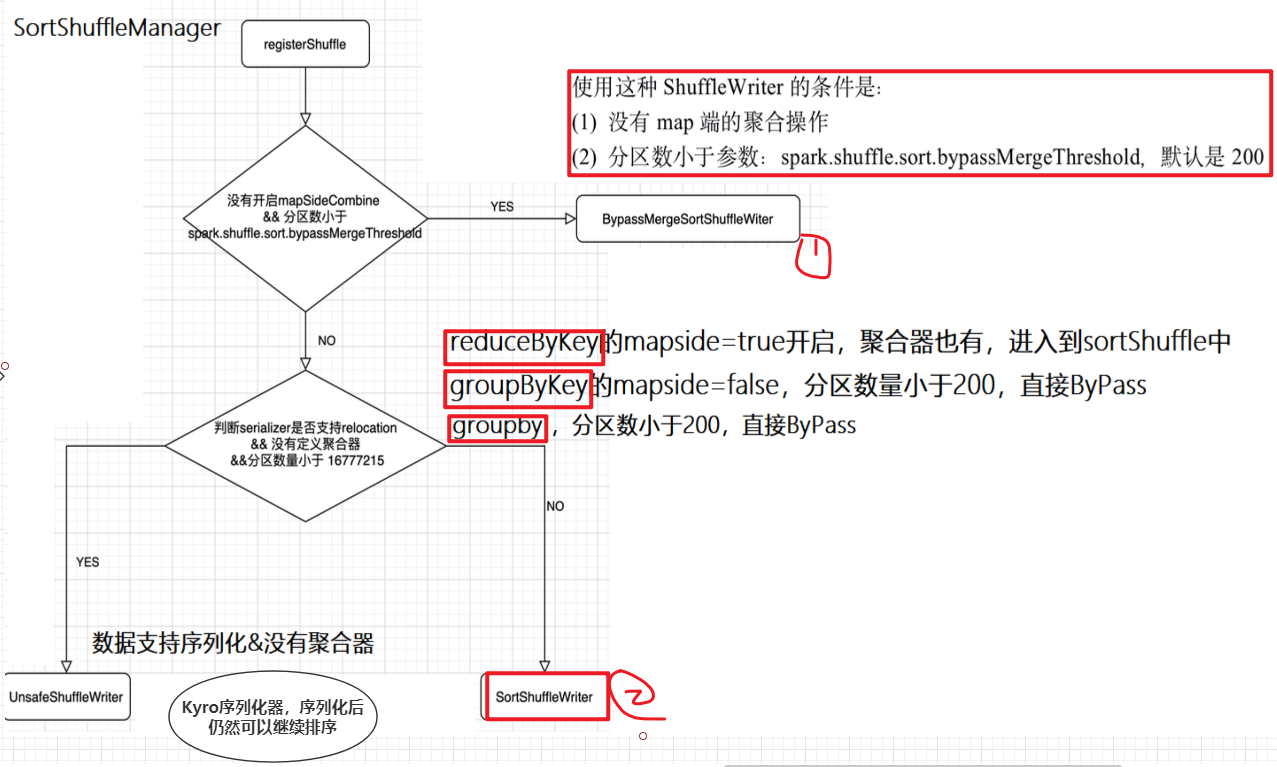 SortShuffleManager
registerShuffle
使用这种 ShuffleWriter 的条件是:
(1) 没有 map 端的聚合操作
(2) 分区数小于参数: spark.shuffle.sort.bypassMergeThreshold, 默认是 200
没有开启mapSideCombine
&& 分区数小于
spark.shuffle.sort.bypassMergeThreshold
YES
BypassMergeSortShuffleWiter
1
NO
reduceByKey的mapside=true开启，聚合器也有，进入到sortShuffle中
groupByKey的mapside=false，分区数量小于200，直接ByPass
groupby，分区数小于200，直接ByPass
判断serializer是否支持relocation
&& 没有定义聚合器
&&分区数量小于 16777215
NO
YES
数据支持序列化&没有聚合器
UnsafeShuffleWriter
Kyro序列化器，序列化后
仍然可以继续排序
SortShuffleWriter
2